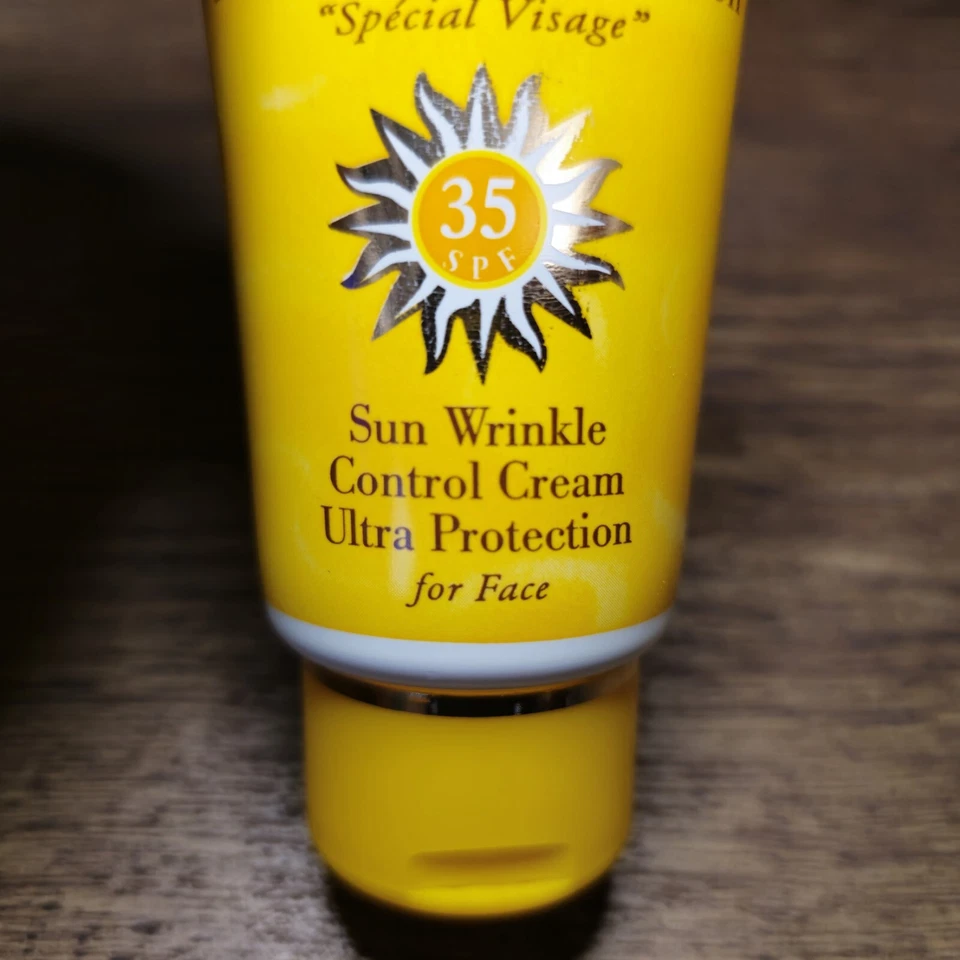 “Spécial Visage”
35
SPF
Sun Wrinkle
Control Cream
Ultra Protection
for Face